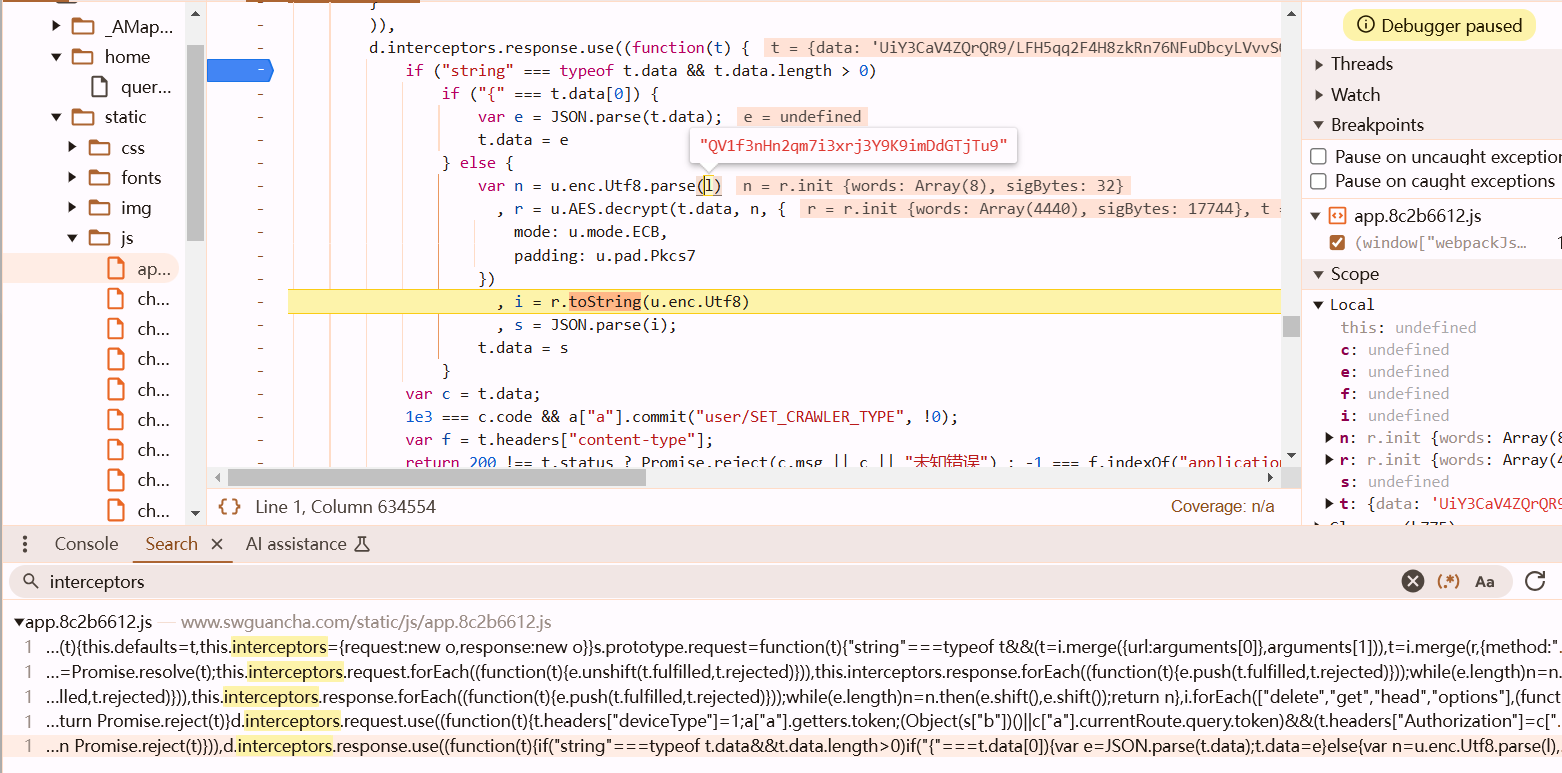 _AMap...
home
quer...
static
css
fonts
img
js
ap...
ch...
ch...
ch...
ch...
ch...
ch...
ch...
ch...
}
)),
d.interceptors.response.use((function(t) { t = {data: 'UiY3CaV4ZQrQR9/LFH5qq2F4H8zkRn76NFuDbcyLVvvS
if ("string" === typeof t.data && t.data.length > 0)
if ("{" === t.data[0]) {
var e = JSON.parse(t.data); e = undefined
t.data = e
"QV1f3nHn2qm7i3xrj3Y9K9imDdGTjTu9"
} else {
var n = u.enc.Utf8.parse(l) n = r.init {words: Array(8), sigBytes: 32}
, r = u.AES.decrypt(t.data, n, { r = r.init {words: Array(4440), sigBytes: 17744}, t =
mode: u.mode.ECB,
padding: u.pad.Pkcs7
})
, i = r.toString(u.enc.Utf8)
, s = JSON.parse(i);
t.data = s
}
var c = t.data;
1e3 === c.code && a["a"].commit("user/SET_CRAWLER_TYPE", !0);
var f = t.headers["content-type"];
return 200 !== t.status ? Promise.reject(c.msg || c || "未知错误") : -1 === f.indexOf("application
{} Line 1, Column 634554
Coverage: n/a
Debugger paused
Threads
Watch
Breakpoints
Pause on uncaught exception
Pause on caught exceptions
app.8c2b6612.js
(window["webpackJs… 1
Scope
Local
this: undefined
c: undefined
e: undefined
f: undefined
i: undefined
n: r.init {words: Array(8
r: r.init {words: Array(4
s: undefined
t: {data: 'UiY3CaV4ZQrQR9
Console
Search
AI assistance
interceptors
(.*)
Aa
app.8c2b6612.js — www.swguancha.com/static/js/app.8c2b6612.js
1 …(t){this.defaults=t,this.interceptors={request:new o,response:new o}}s.prototype.request=function(t){"string"===typeof t&&(t=i.merge({url:arguments[0]},arguments[1])),t=i.merge(r,{method:".
1 …=Promise.resolve(t);this.interceptors.request.forEach((function(t){e.unshift(t.fulfilled,t.rejected)})),this.interceptors.response.forEach((function(t){e.push(t.fulfilled,t.rejected)}));while(e.length)n=n.
1 …lled,t.rejected)})),this.interceptors.response.forEach((function(t){e.push(t.fulfilled,t.rejected)}));while(e.length)n=n.then(e.shift(),e.shift());return n},i.forEach(["delete","get","head","options"],(funct
1 …turn Promise.reject(t)}d.interceptors.request.use((function(t){t.headers["deviceType"]=1;a["a"].getters.token;(Object(s["b"])()||c["a"].currentRoute.query.token)&&(t.headers["Authorization"]=c[".
1 …n Promise.reject(t)})),d.interceptors.response.use((function(t){if("string"===typeof t.data&&t.data.length>0)if("{"===t.data[0]){var e=JSON.parse(t.data);t.data=e}else{var n=u.enc.Utf8.parse(l),.